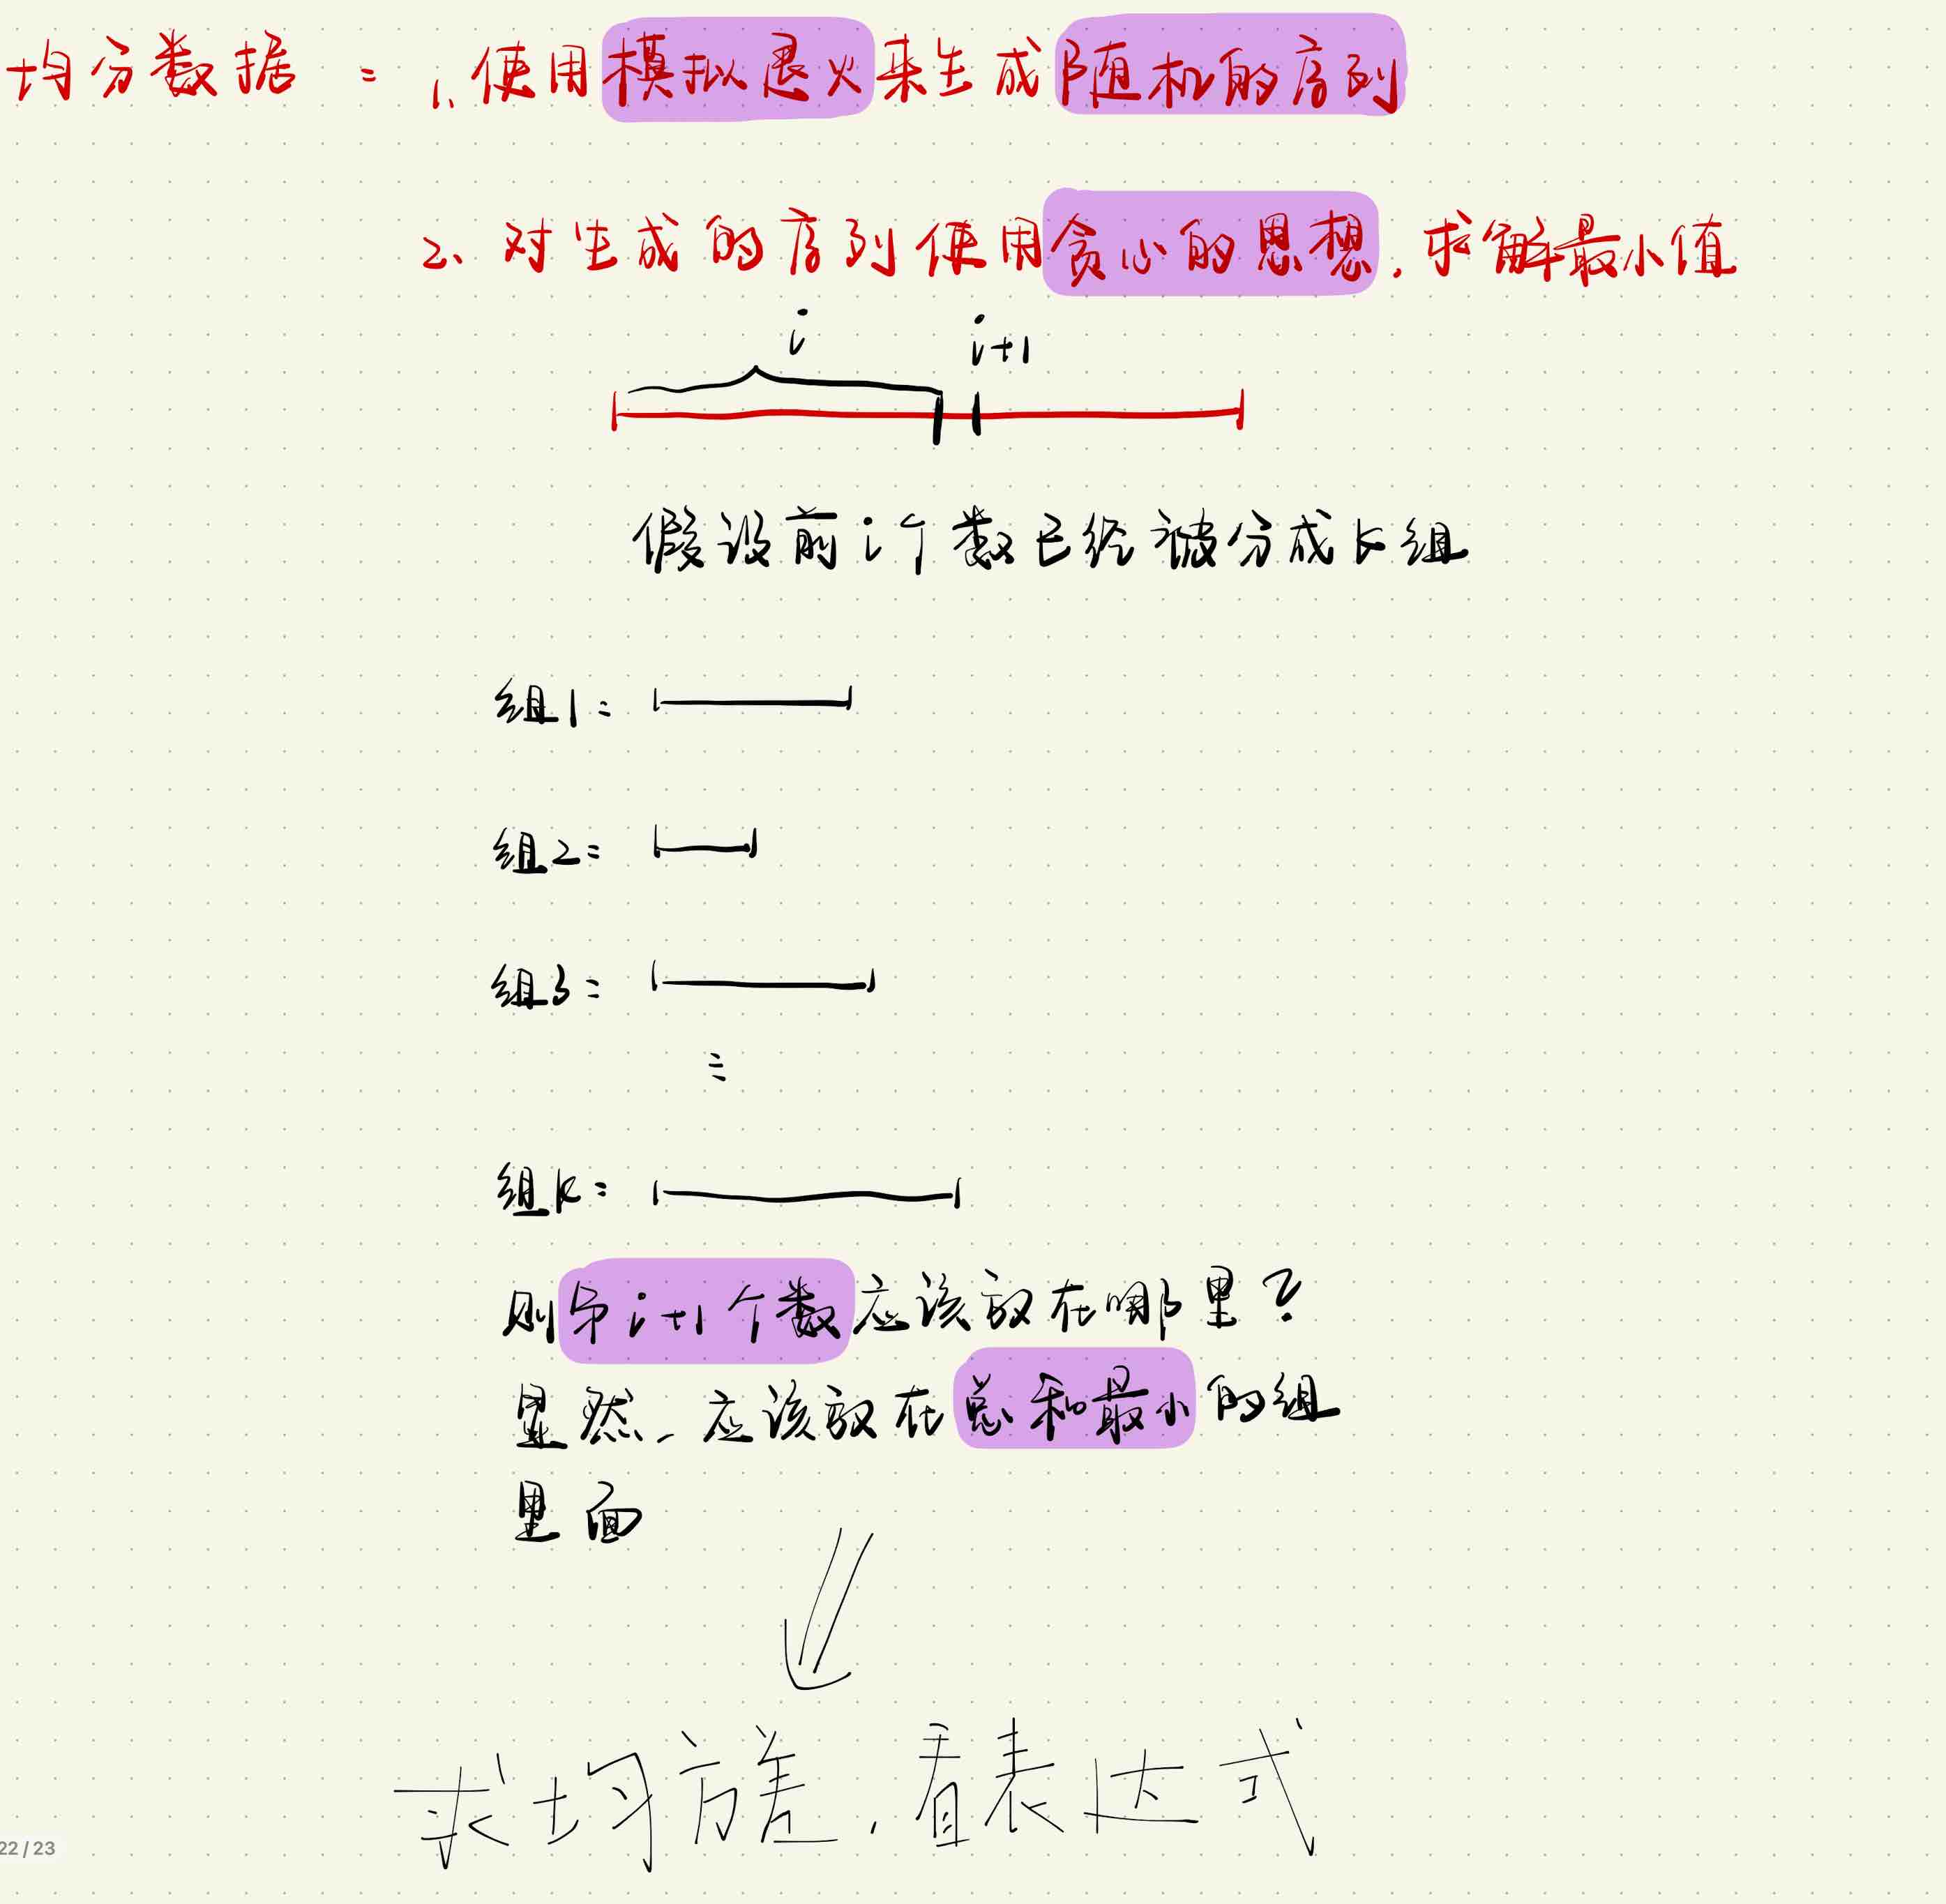 均分数据: 1、使用模拟退火来生成随机的序列
2、对生成的序列使用贪心的思想,求解最小值
i i+1
假设前i个数已经被分成k组
组1:
组2:
组3:
⋮
组k:
则第i+1个数应该放在哪里?
显然,应该放在总和最小的组
里面
求均方差,看表达式
22 / 23